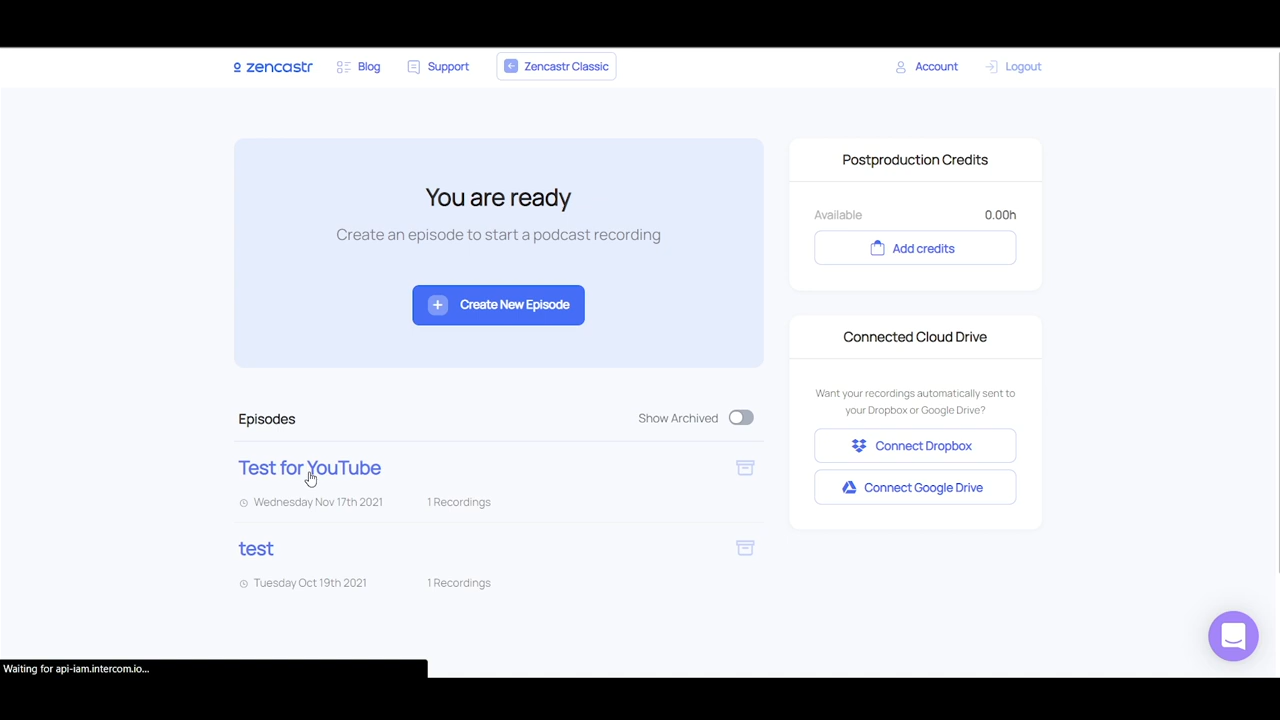 zencastr
Blog
Support
Zencastr Classic
Account
Logout
You are ready
Create an episode to start a podcast recording
Create New Episode
Episodes
Show Archived
Test for YouTube
Wednesday Nov 17th 2021
1 Recordings
test
Tuesday Oct 19th 2021
1 Recordings
Postproduction Credits
Available
0.00h
Add credits
Connected Cloud Drive
Want your recordings automatically sent to
your Dropbox or Google Drive?
Connect Dropbox
Connect Google Drive
Waiting for api-iam.intercom.io...